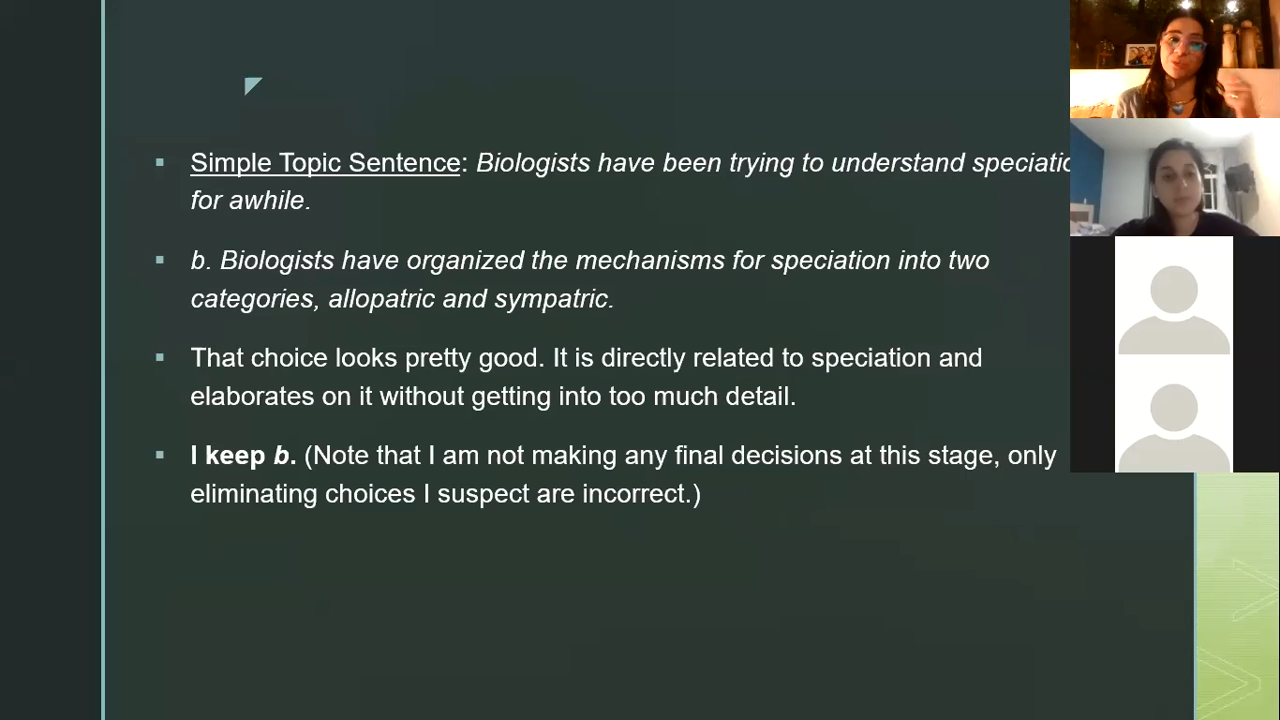 Simple Topic Sentence: Biologists have been trying to understand
for awhile.
b. Biologists have organized the mechanisms for speciation into two
categories, allopatric and sympatric.
That choice looks pretty good. It is directly related to speciation and
elaborates on it without getting into too much detail.
I keep b. (Note that I am not making any final decisions at this stage, only
eliminating choices I suspect are incorrect.)